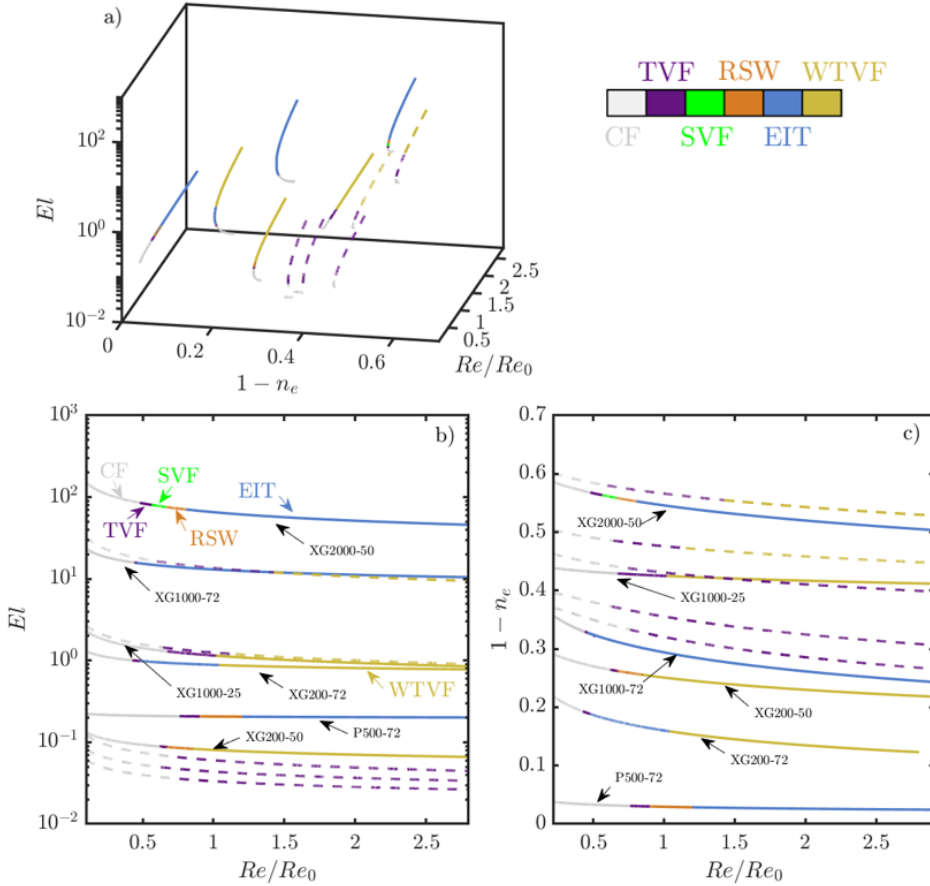 a)
TVF RSW WTVF
CF SVF EIT
10^2
10^0
10^-2
El
0 0.2 0.4 0.6
1 − n_e
0.5 1 1.5 2 2.5
Re/Re_0
b)
10^3
10^2
10^1
10^0
10^-1
10^-2
El
CF
SVF
EIT
TVF
RSW
XG2000-50
XG1000-72
XG1000-25
XG200-72
WTVF
P500-72
XG200-50
0.5 1 1.5 2 2.5
Re/Re_0
c)
0.7
0.6
0.5
0.4
0.3
0.2
0.1
0
1 − n_e
XG2000-50
XG1000-25
XG1000-72
XG200-50
XG200-72
P500-72
0.5 1 1.5 2 2.5
Re/Re_0